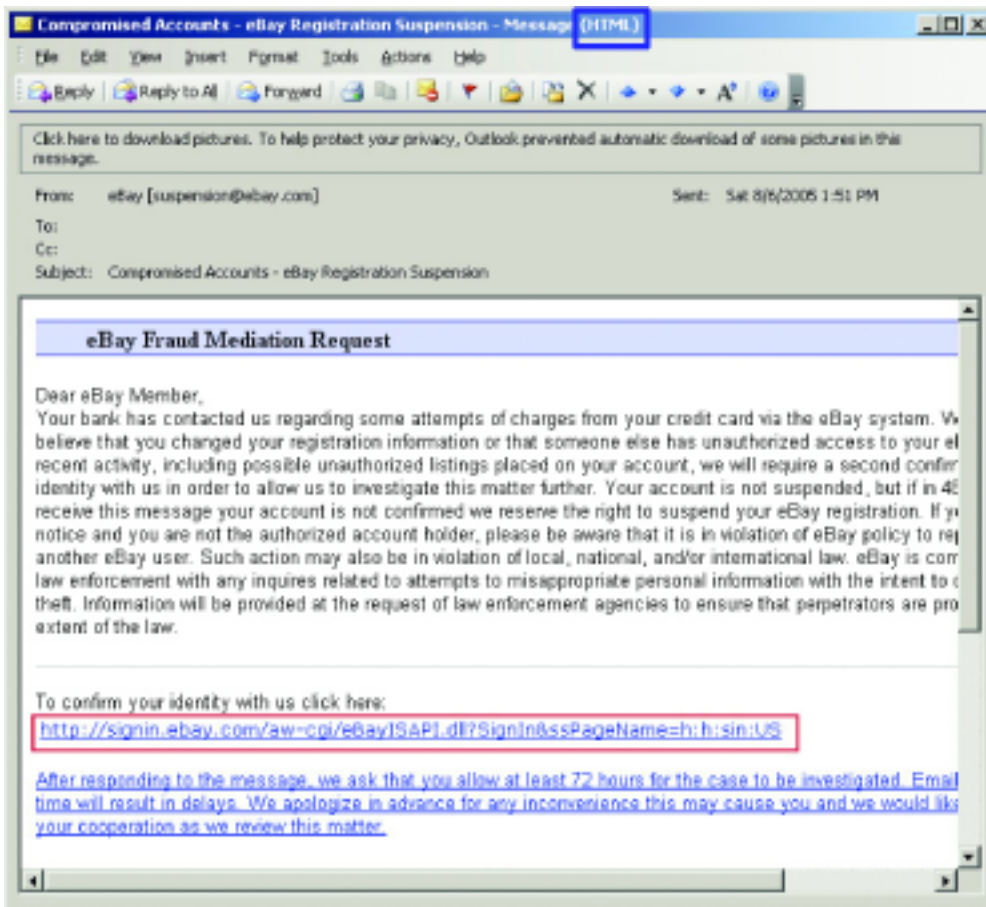 Compromised Accounts - eBay Registration Suspension - Message (HTML)
File Edit View Insert Format Tools Actions Help
Reply Reply to All Forward
Click here to download pictures. To help protect your privacy, Outlook prevented automatic download of some pictures in this
message.
From: eBay [suspension@ebay.com] Sent: Sat 8/6/2005 1:51 PM
To:
Cc:
Subject: Compromised Accounts - eBay Registration Suspension
eBay Fraud Mediation Request
Dear eBay Member,
Your bank has contacted us regarding some attempts of charges from your credit card via the eBay system. W
believe that you changed your registration information or that someone else has unauthorized access to your eB
recent activity, including possible unauthorized listings placed on your account, we will require a second confir
identity with us in order to allow us to investigate this matter further. Your account is not suspended, but if in 48
receive this message your account is not confirmed we reserve the right to suspend your eBay registration. If y
notice and you are not the authorized account holder, please be aware that it is in violation of eBay policy to rep
another eBay user. Such action may also be in violation of local, national, and/or international law. eBay is com
law enforcement with any inquires related to attempts to misappropriate personal information with the intent to c
theft. Information will be provided at the request of law enforcement agencies to ensure that perpetrators are pro
extent of the law.
To confirm your identity with us click here:
http://signin.ebay.com/aw-cgi/eBayISAPI.dll?SignIn&ssPageName=h:h:sin:US
After responding to the message, we ask that you allow at least 72 hours for the case to be investigated. Email
time will result in delays. We apologize in advance for any inconvenience this may cause you and we would like
your cooperation as we review this matter.